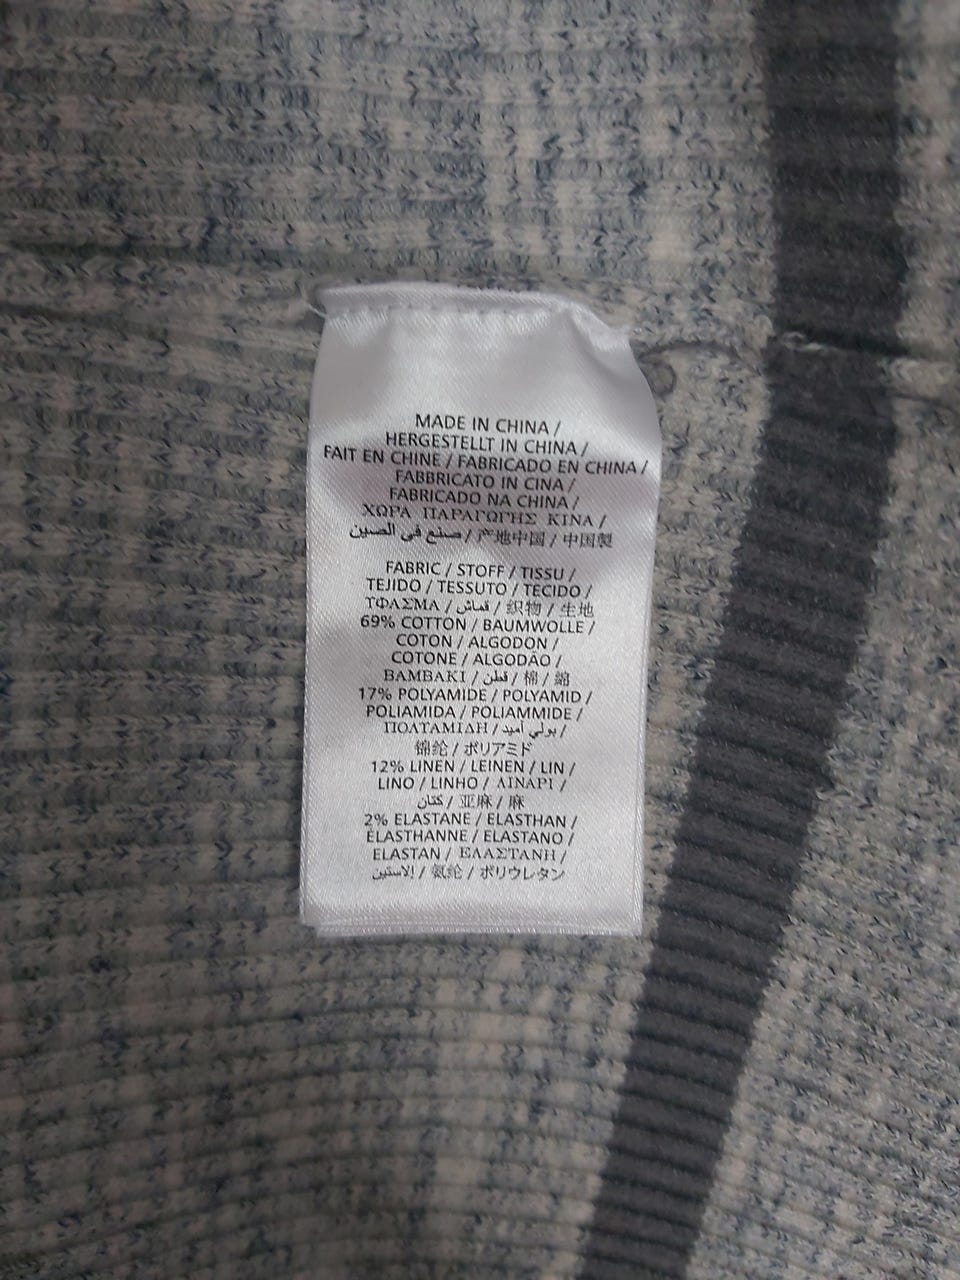 MADE IN CHINA /
HERGESTELLT IN CHINA /
FAIT EN CHINE / FABRICADO EN CHINA /
FABBRICATO IN CINA /
FABRICADO NA CHINA /
ΧΩΡΑ ΠΑΡΑΓΩΓΗΣ ΚΙΝΑ /
صنع في الصين / 产地中国 / 中国製
FABRIC / STOFF / TISSU /
TEJIDO / TESSUTO / TECIDO /
ΥΦΑΣΜΑ / قماش / 织物 / 生地
69% COTTON / BAUMWOLLE /
COTON / ALGODON /
COTONE / ALGODÃO /
ΒΑΜΒΑΚΙ / قطن / 棉 / 綿
17% POLYAMIDE / POLYAMID /
POLIAMIDA / POLIAMMIDE /
ΠΟΛΥΑΜΙΔΗ / بولي أميد /
锦纶 / ポリアミド
12% LINEN / LEINEN / LIN /
LINO / LINHO / ΛΙΝΑΡΙ /
كتان / 亚麻 / 麻
2% ELASTANE / ELASTHAN /
ÉLASTHANNE / ELASTANO /
ELASTAN / ΕΛΑΣΤΑΝΗ /
إلاستين / 氨纶 / ポリウレタン